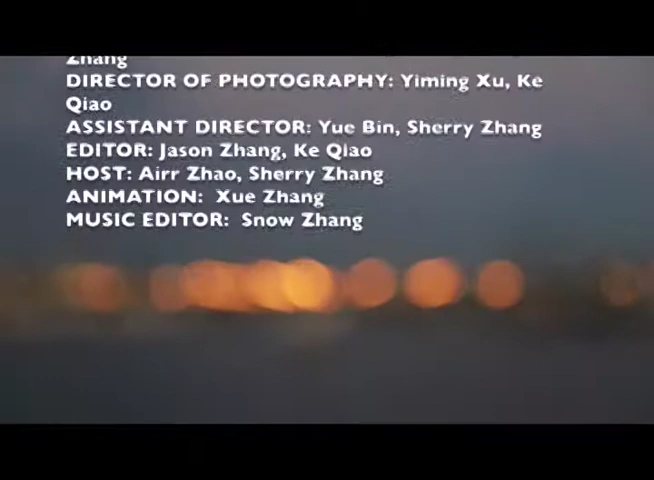 Zhang
DIRECTOR OF PHOTOGRAPHY: Yiming Xu, Ke
Qiao
ASSISTANT DIRECTOR: Yue Bin, Sherry Zhang
EDITOR: Jason Zhang, Ke Qiao
HOST: Airr Zhao, Sherry Zhang
ANIMATION:  Xue Zhang
MUSIC EDITOR:  Snow Zhang